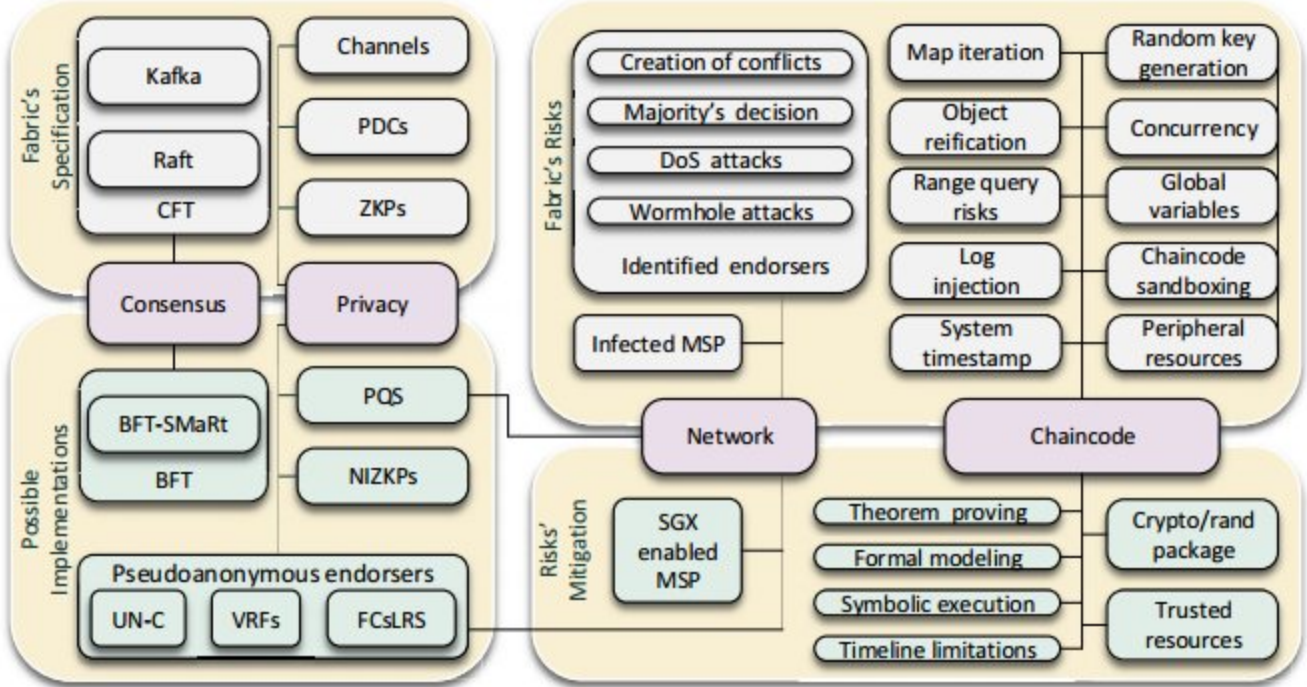 Fabric's
Specification
Kafka
Raft
CFT
Channels
PDCs
ZKPs
Consensus
Privacy
Possible
Implementations
BFT-SMaRt
BFT
PQS
NIZKPs
Pseudoanonymous endorsers
UN-C
VRFs
FCsLRS
Fabric's Risks
Creation of conflicts
Majority's decision
DoS attacks
Wormhole attacks
Identified endorsers
Infected MSP
Map iteration
Object
reification
Range query
risks
Log
injection
System
timestamp
Random key
generation
Concurrency
Global
variables
Chaincode
sandboxing
Peripheral
resources
Network
Chaincode
Risks'
Mitigation
SGX
enabled
MSP
Theorem proving
Formal modeling
Symbolic execution
Timeline limitations
Crypto/rand
package
Trusted
resources